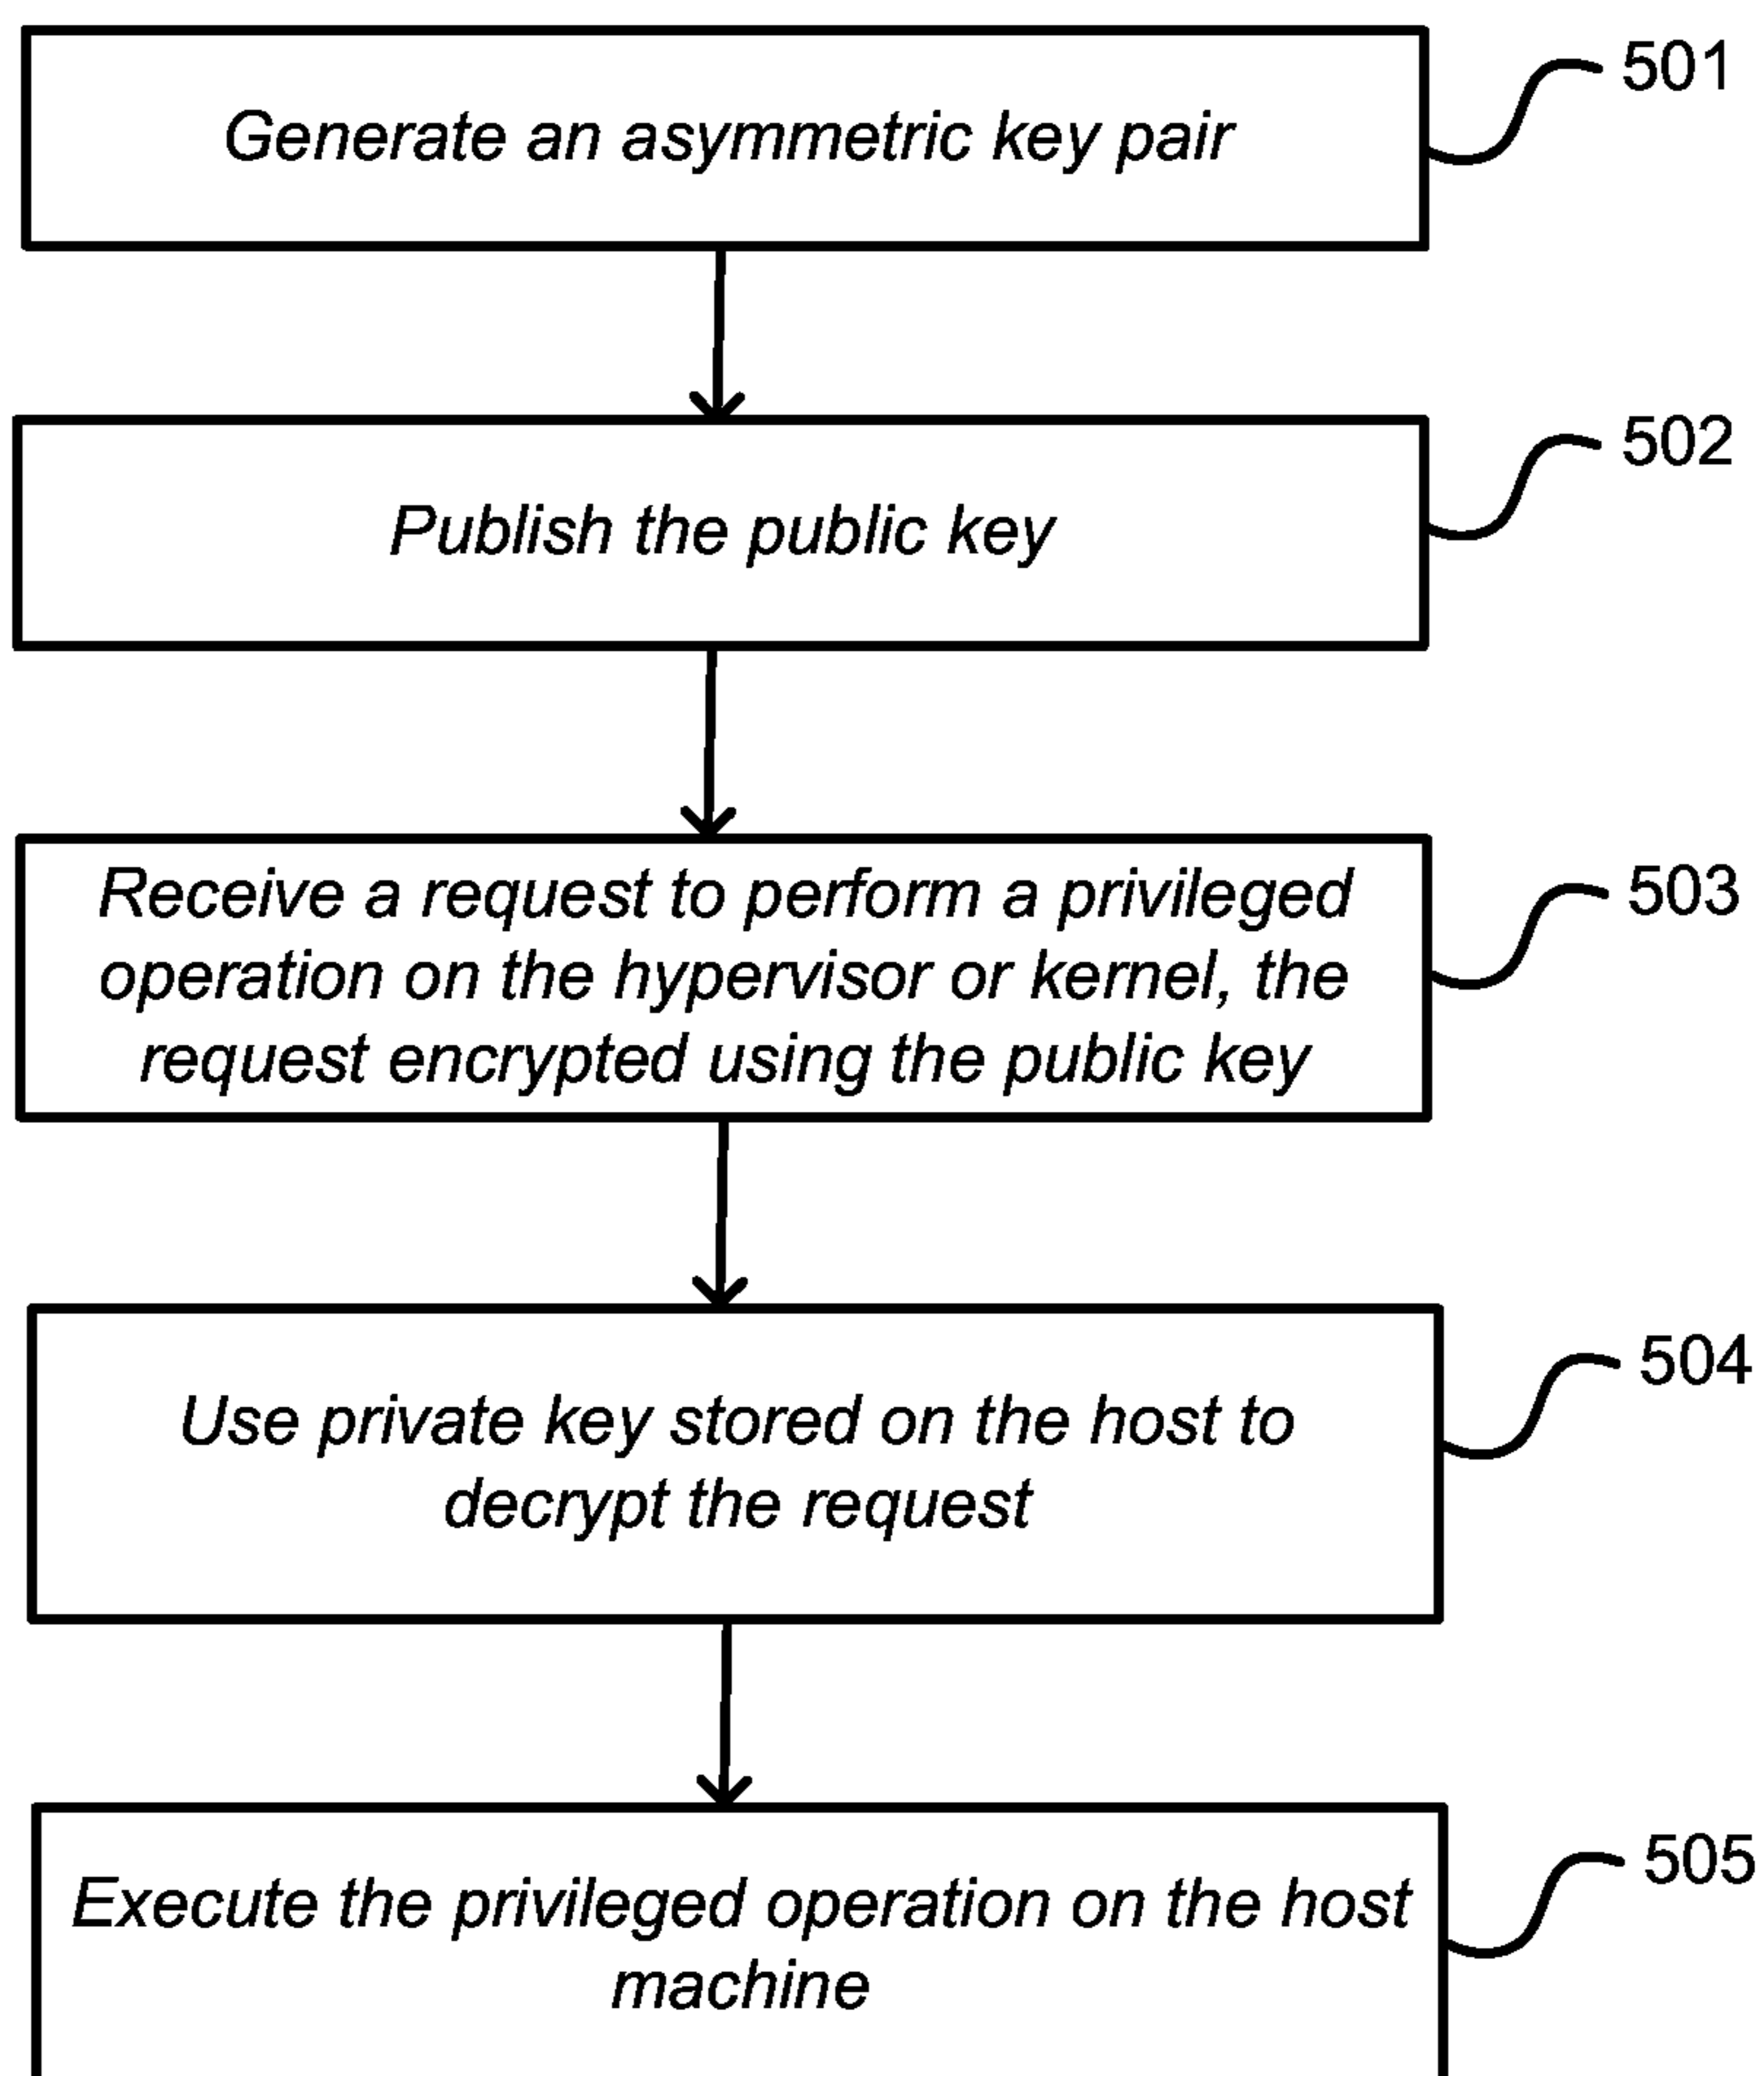 Generate an asymmetric key pair
501
Publish the public key
502
Receive a request to perform a privileged
operation on the hypervisor or kernel, the
request encrypted using the public key
503
Use private key stored on the host to
decrypt the request
504
Execute the privileged operation on the host
machine
505